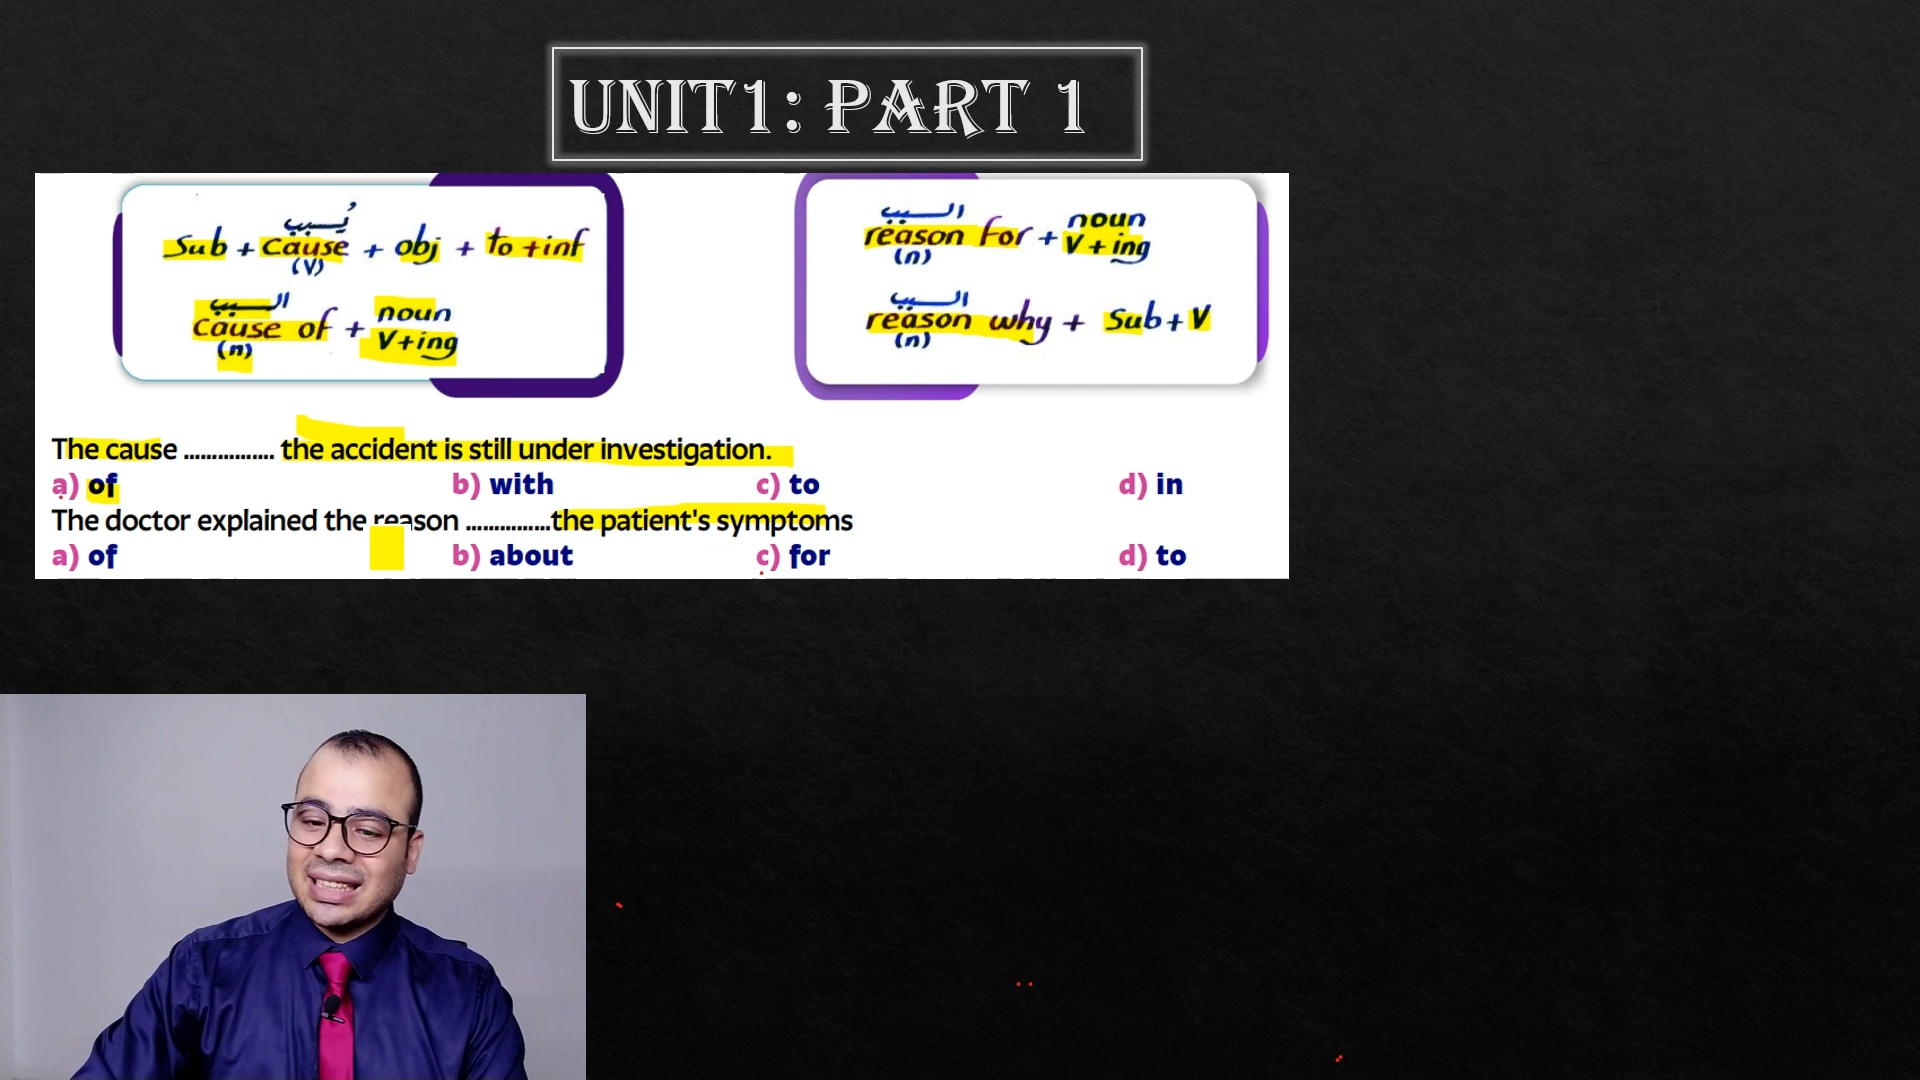 UNIT1: PART 1
يُسبب
Sub + cause + obj + to +inf
(V)
السبب
cause of + noun
V+ing
(n)
السبب
reason for + noun
V + ing
(n)
السبب
reason why + Sub + V
(n)
The cause ................ the accident is still under investigation.
a) of b) with c) to d) in
The doctor explained the reason ...............the patient's symptoms
a) of b) about c) for d) to